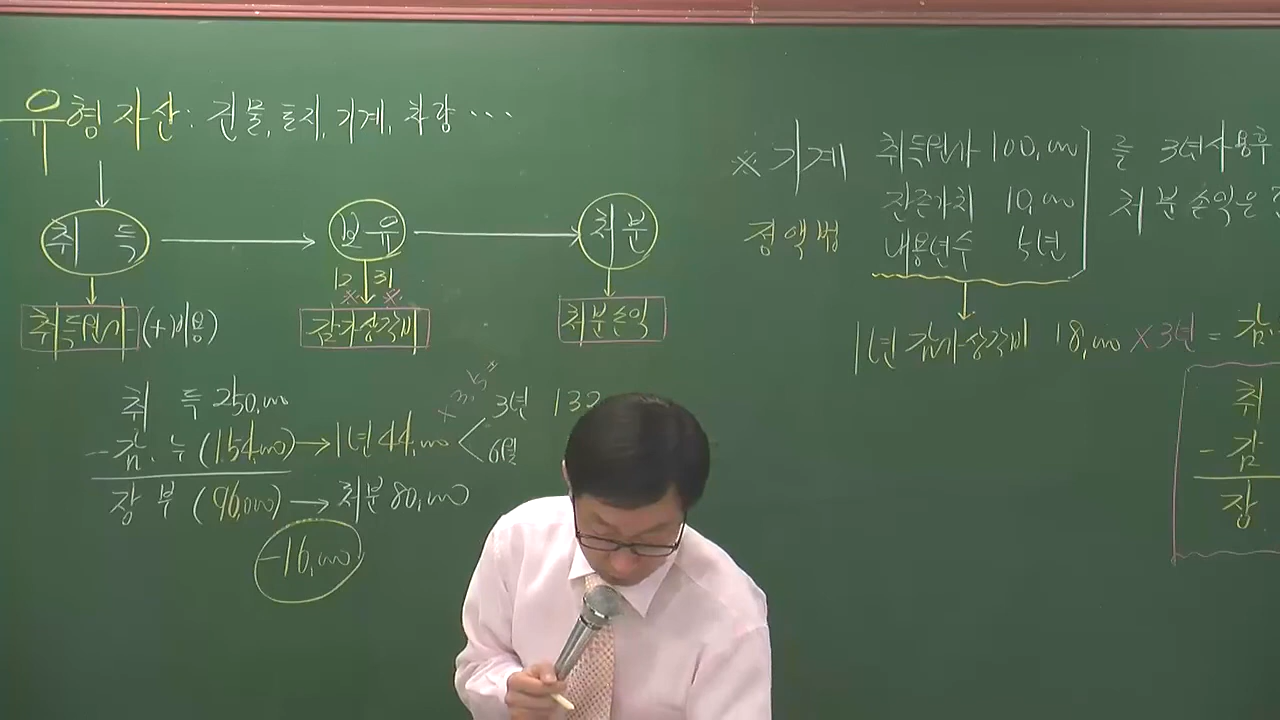 유형자산: 건물, 토지, 기계, 차량 ...
취 득 → 보 유 → 처 분
12 31
※ ※
취득원가 (+비용)
감가상각비
처분손익
취 득 250,000
- 감. 누 (154,000) → 1년 44,000 < 3년 132
6월
×3.5년
장 부 (96,000) → 처분 80,000
-16,000
※ 기계 취득원가 100,000 를 3년 사용후
잔존가치 10,000 처분손익은?
정액법 내용년수 5년
1년 감가상각비 18,000 ×3년 = 감.
취
- 감
장